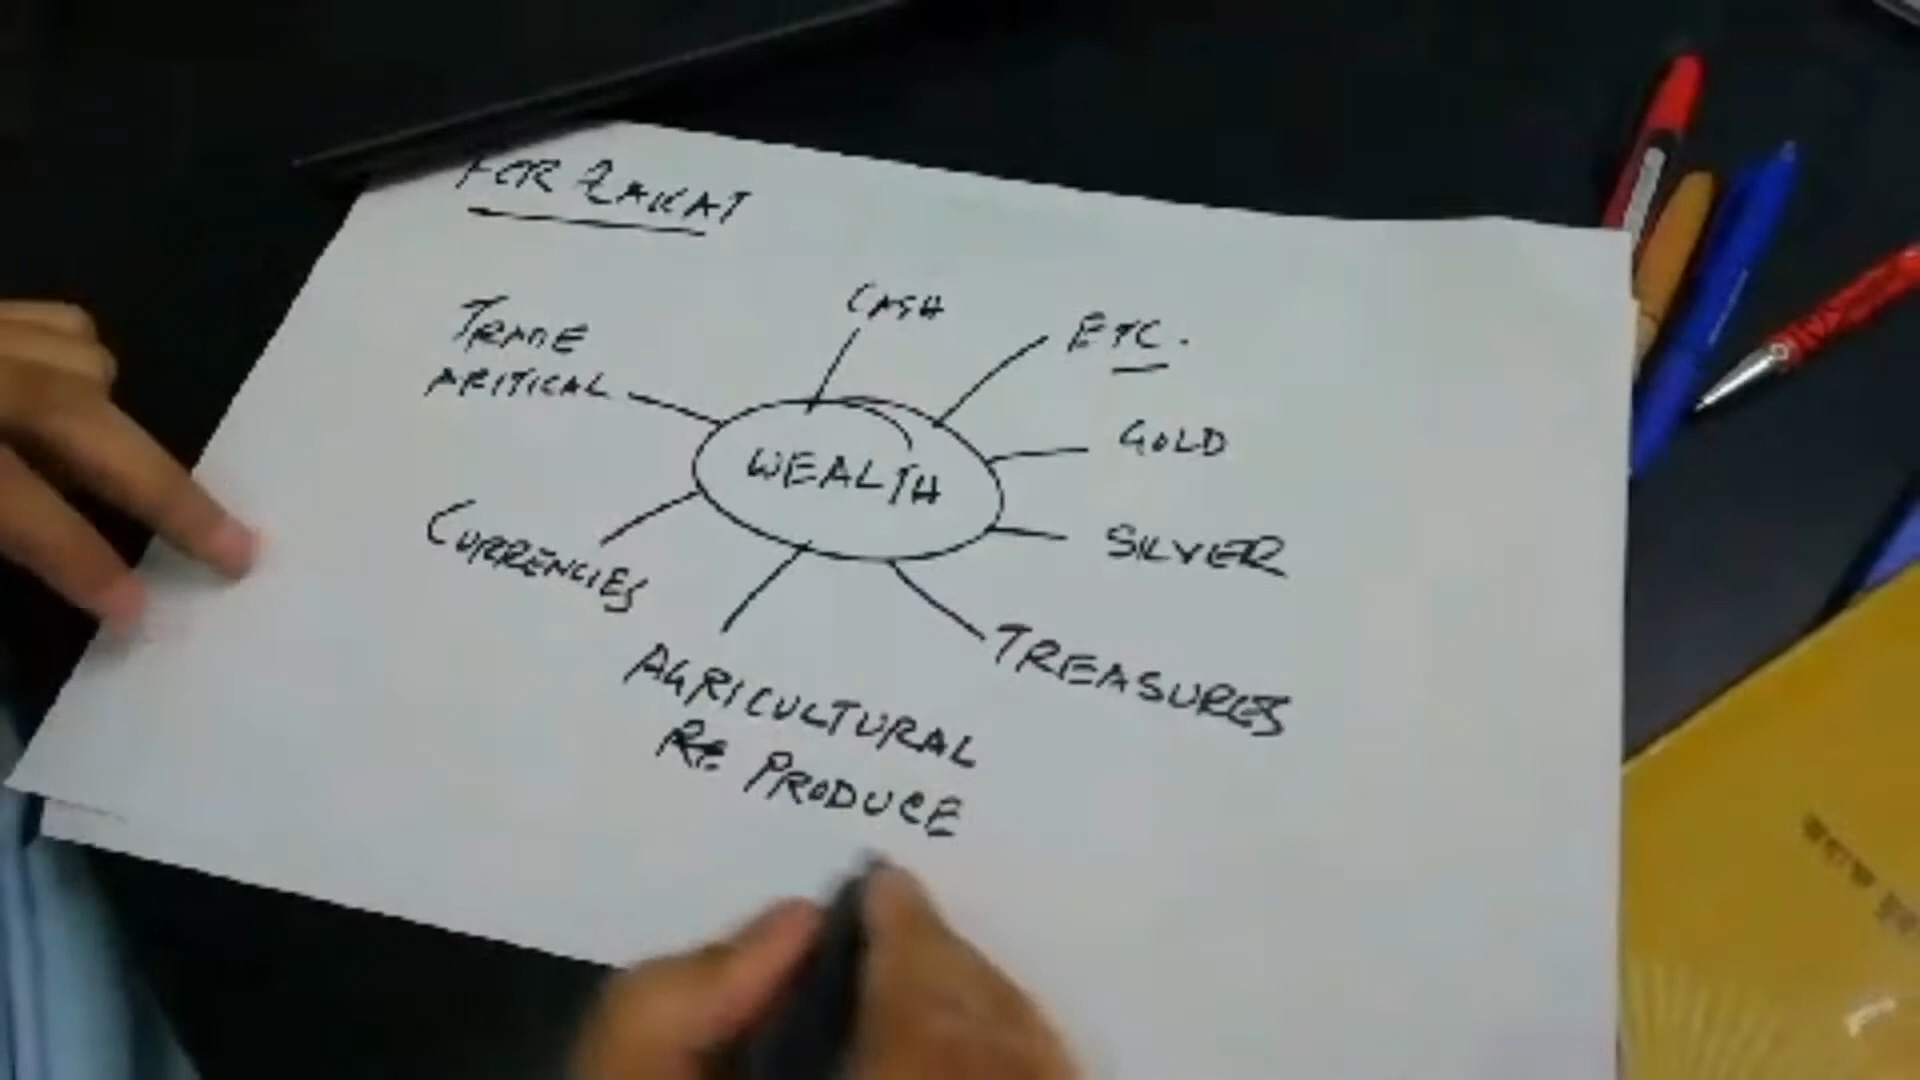 FOR ZAKAT
CASH
ETC.
TRADE
ARITICAL
GOLD
WEALTH
SILVER
CURRENCIES
TREASURES
AGRICULTURAL
Re PRODUCE